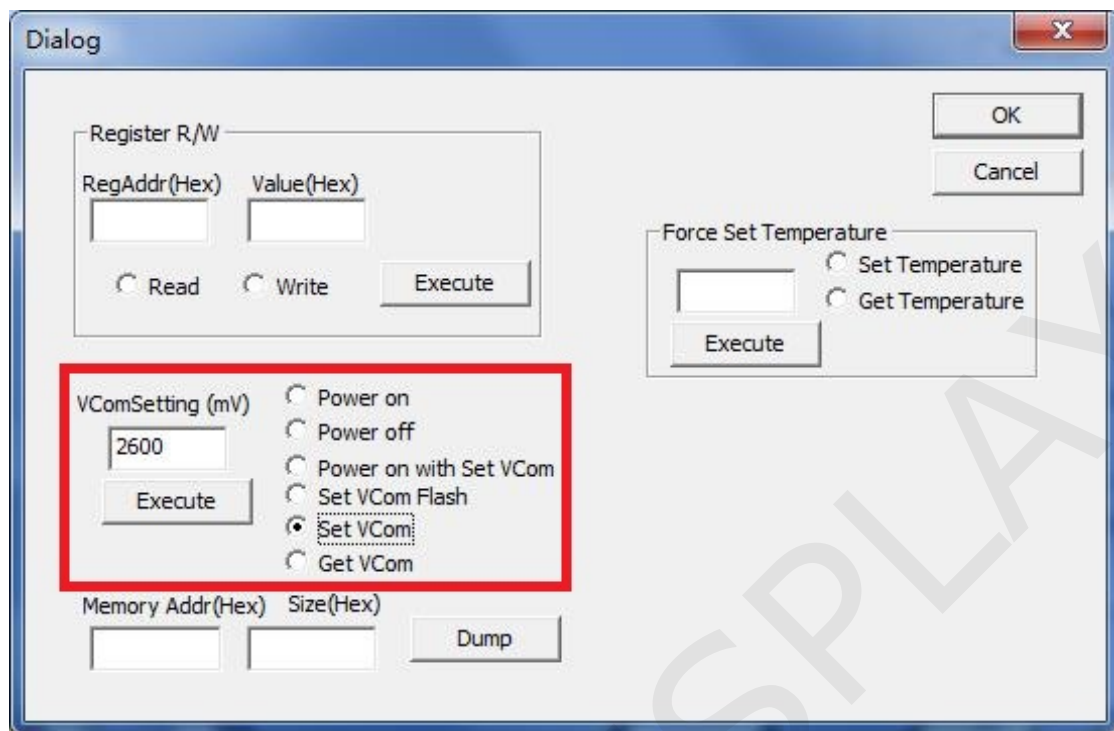 Dialog
X
OK
Cancel
Register R/W
RegAddr(Hex) Value(Hex)
Read Write Execute
Force Set Temperature
Set Temperature
Get Temperature
Execute
VComSetting (mV)
2600
Execute
Power on
Power off
Power on with Set VCom
Set VCom Flash
Set VCom
Get VCom
Memory Addr(Hex) Size(Hex)
Dump
SPLAY